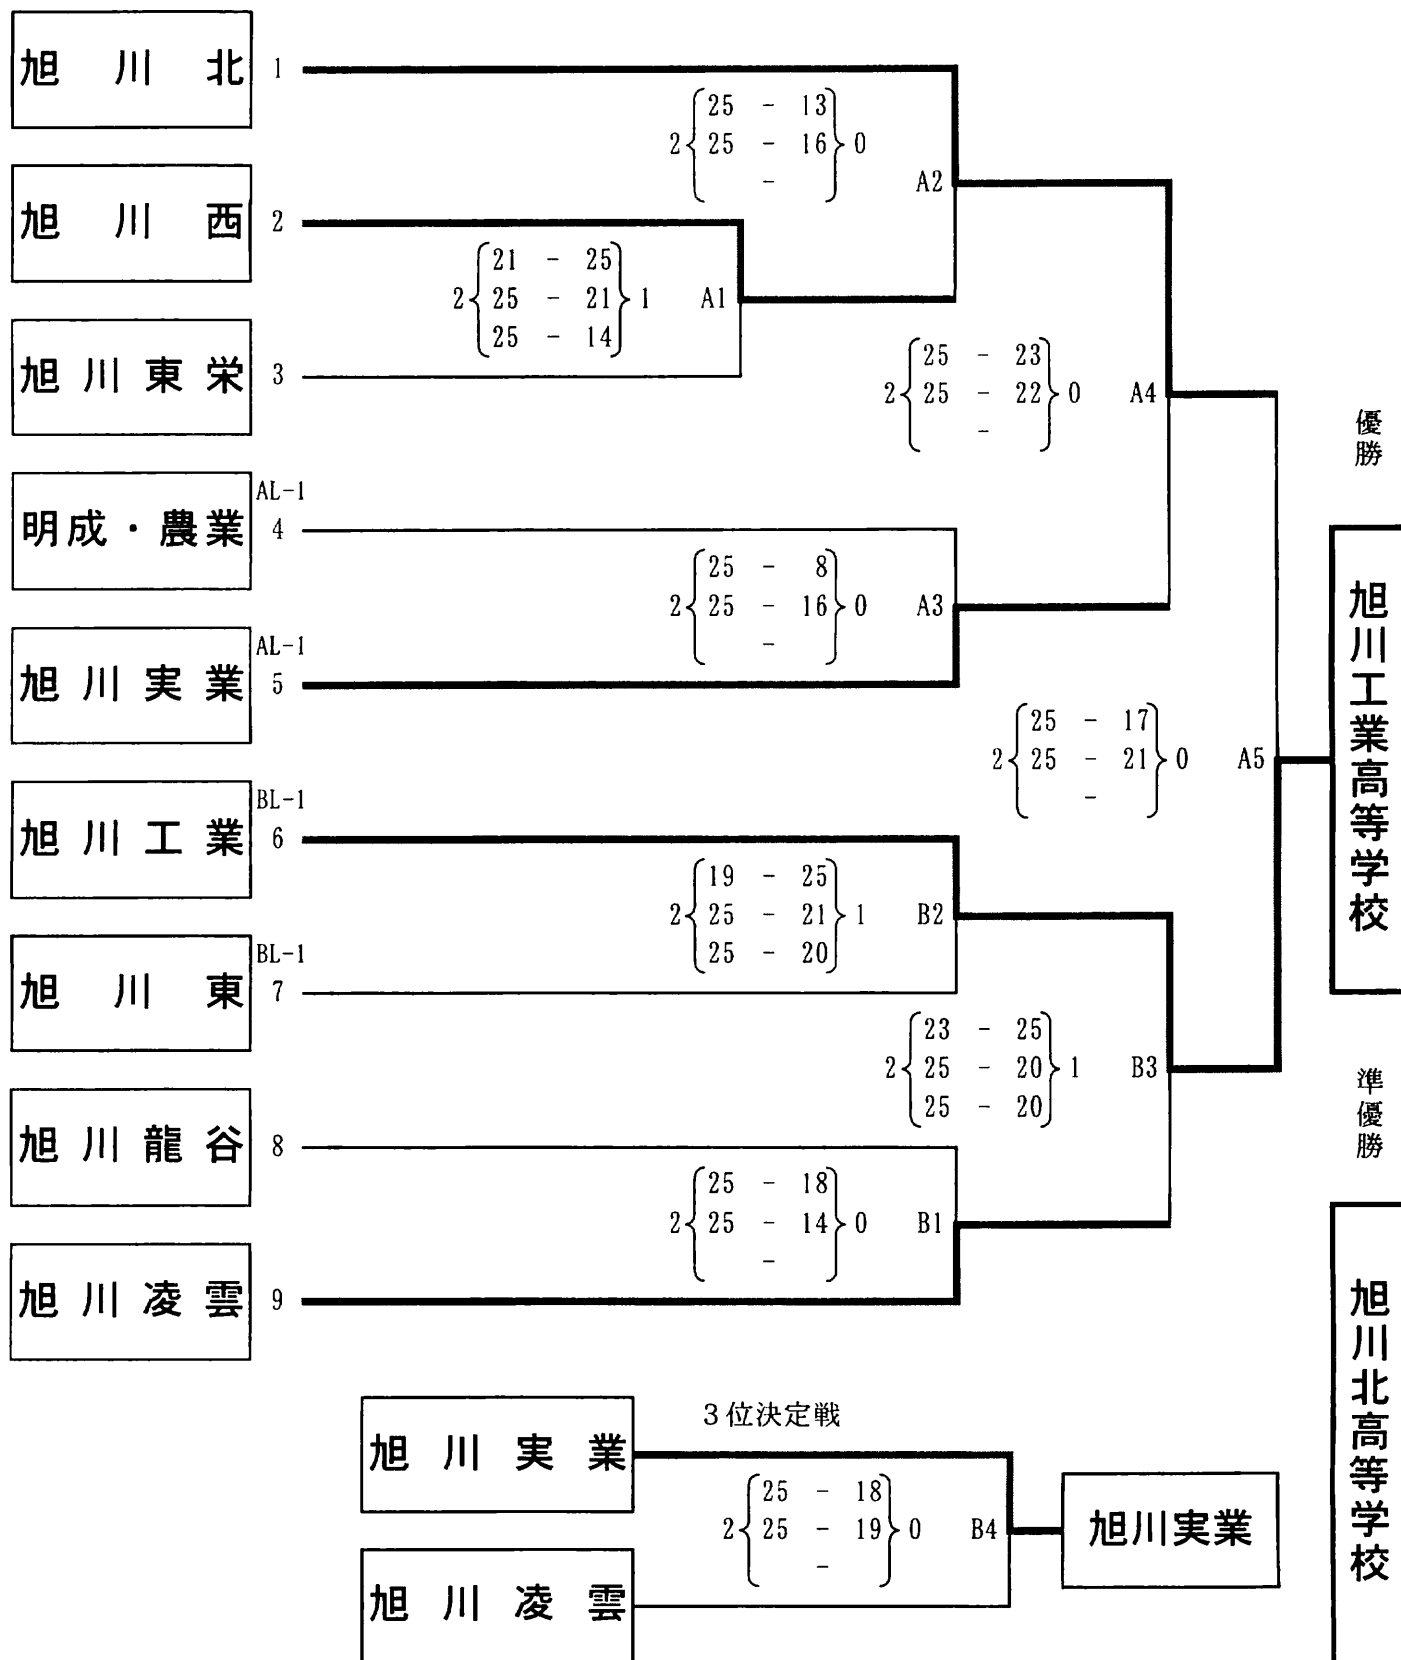 旭川北 1
25 - 13
2 25 - 16 0
-
A2
旭川西 2
21 - 25
2 25 - 21 1
25 - 14
A1
旭川東栄 3
25 - 23
2 25 - 22 0
-
A4
明成・農業 AL-1
4
25 - 8
2 25 - 16 0
-
A3
旭川実業 AL-1
5
25 - 17
2 25 - 21 0
-
A5
旭川工業 BL-1
6
19 - 25
2 25 - 21 1
25 - 20
B2
旭川東 BL-1
7
23 - 25
2 25 - 20 1
25 - 20
B3
旭川龍谷 8
25 - 18
2 25 - 14 0
-
B1
旭川凌雲 9
優勝
旭川工業高等学校
準優勝
旭川北高等学校
3位決定戦
旭川実業
25 - 18
2 25 - 19 0
-
B4
旭川実業
旭川凌雲